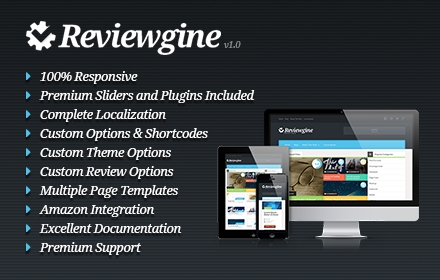 Reviewgine v1.0
100% Responsive
Premium Sliders and Plugins Included
Complete Localization
Custom Options & Shortcodes
Custom Theme Options
Custom Review Options
Multiple Page Templates
Amazon Integration
Excellent Documentation
Premium Support
Reviewgine
Reviewgine